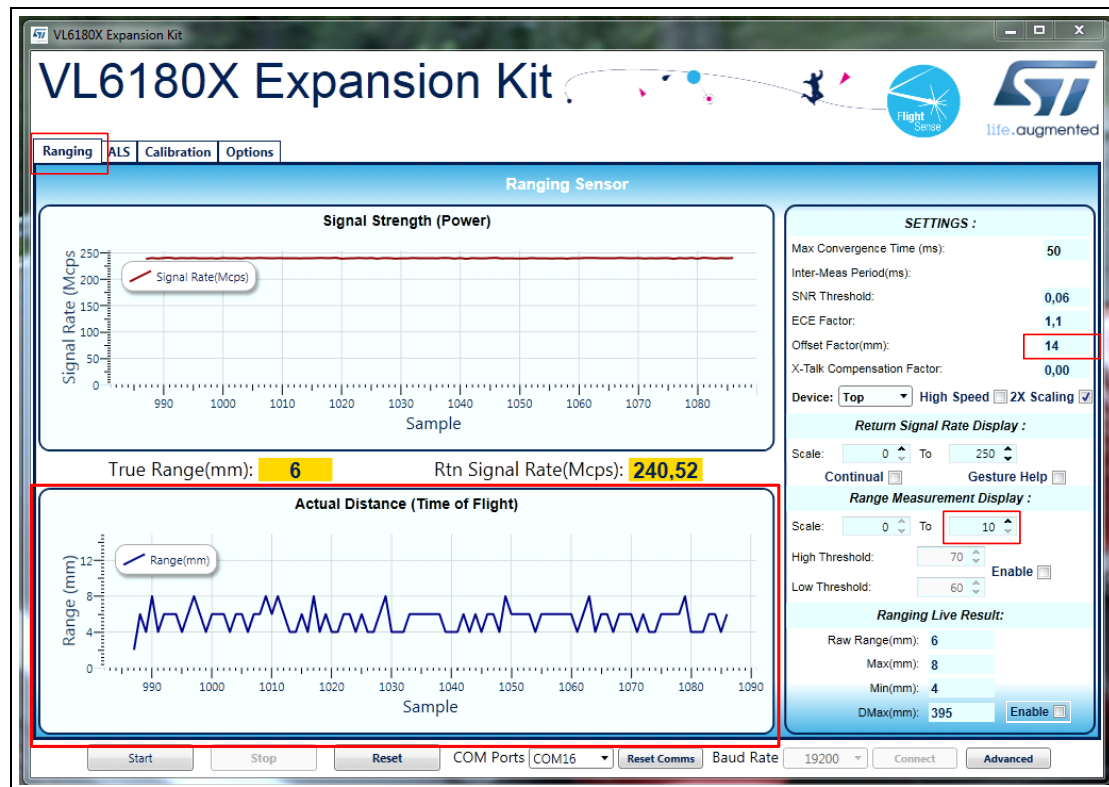 VL6180X Expansion Kit
VL6180X Expansion Kit
Flight
Sense
ST
life.augmented
Ranging ALS Calibration Options
Ranging Sensor
Signal Strength (Power)
Signal Rate (Mcps
250
200
150
100
50
0
Signal Rate(Mcps)
990 1000 1010 1020 1030 1040 1050 1060 1070 1080
Sample
True Range(mm): 6 Rtn Signal Rate(Mcps): 240,52
Actual Distance (Time of Flight)
Range (mm)
12
8
4
0
Range(mm)
990 1000 1010 1020 1030 1040 1050 1060 1070 1080 1090
Sample
SETTINGS :
Max Convergence Time (ms): 50
Inter-Meas Period(ms):
SNR Threshold: 0,06
ECE Factor: 1,1
Offset Factor(mm): 14
X-Talk Compensation Factor: 0,00
Device: Top High Speed 2X Scaling
Return Signal Rate Display :
Scale: 0 To 250
Continual Gesture Help
Range Measurement Display :
Scale: 0 To 10
High Threshold: 70
Enable
Low Threshold: 60
Ranging Live Result:
Raw Range(mm): 6
Max(mm): 8
Min(mm): 4
DMax(mm): 395 Enable
Start Stop Reset COM Ports COM16 Reset Comms Baud Rate 19200 Connect Advanced